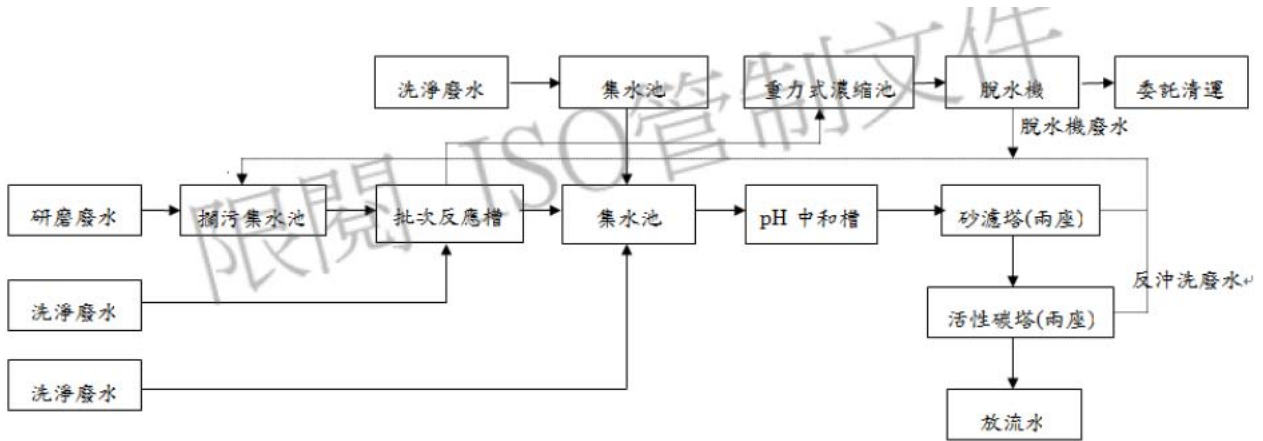 洗淨廢水
集水池
重力式濃缩池
脫水機
委託清運
脫水機廢水
研磨廢水
攔污集水池
批次反應槽
集水池
pH 中和槽
砂濾塔(兩座)
反沖洗廢水↵
洗淨廢水
活性碳塔(兩座)
洗淨廢水
放流水
限閱 ISO管制文件